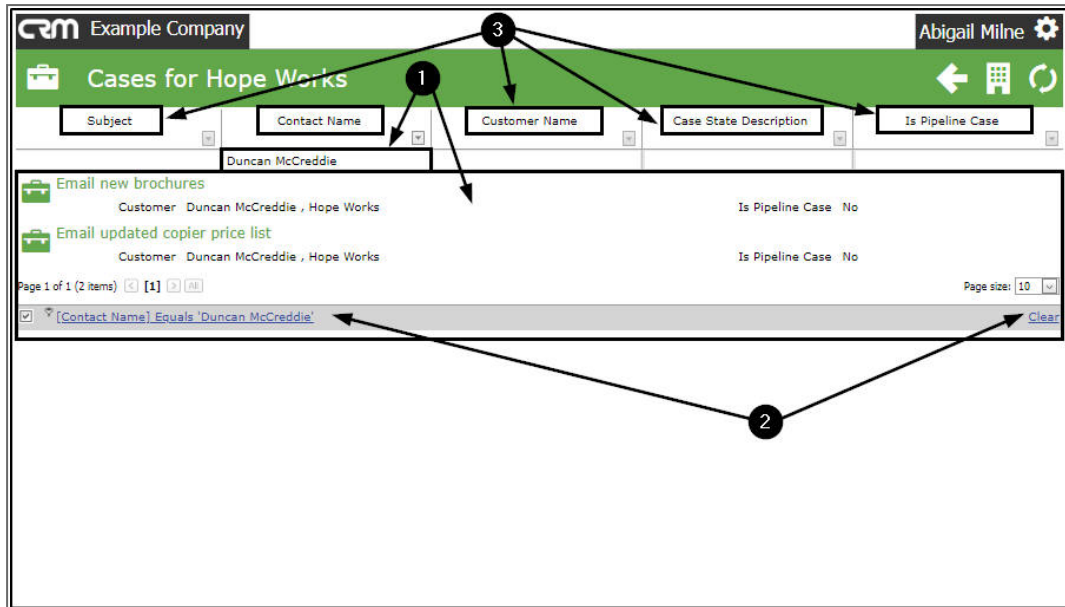 CRM Example Company
3
Abigail Milne
Cases for Hope Works
1
Subject
Contact Name
Customer Name
Case State Description
Is Pipeline Case
Duncan McCreddie
Email new brochures
Customer Duncan McCreddie , Hope Works
Is Pipeline Case No
Email updated copier price list
Customer Duncan McCreddie , Hope Works
Is Pipeline Case No
Page 1 of 1 (2 items) < [1] > All
Page size: 10
[Contact Name] Equals 'Duncan McCreddie'
Clear
2